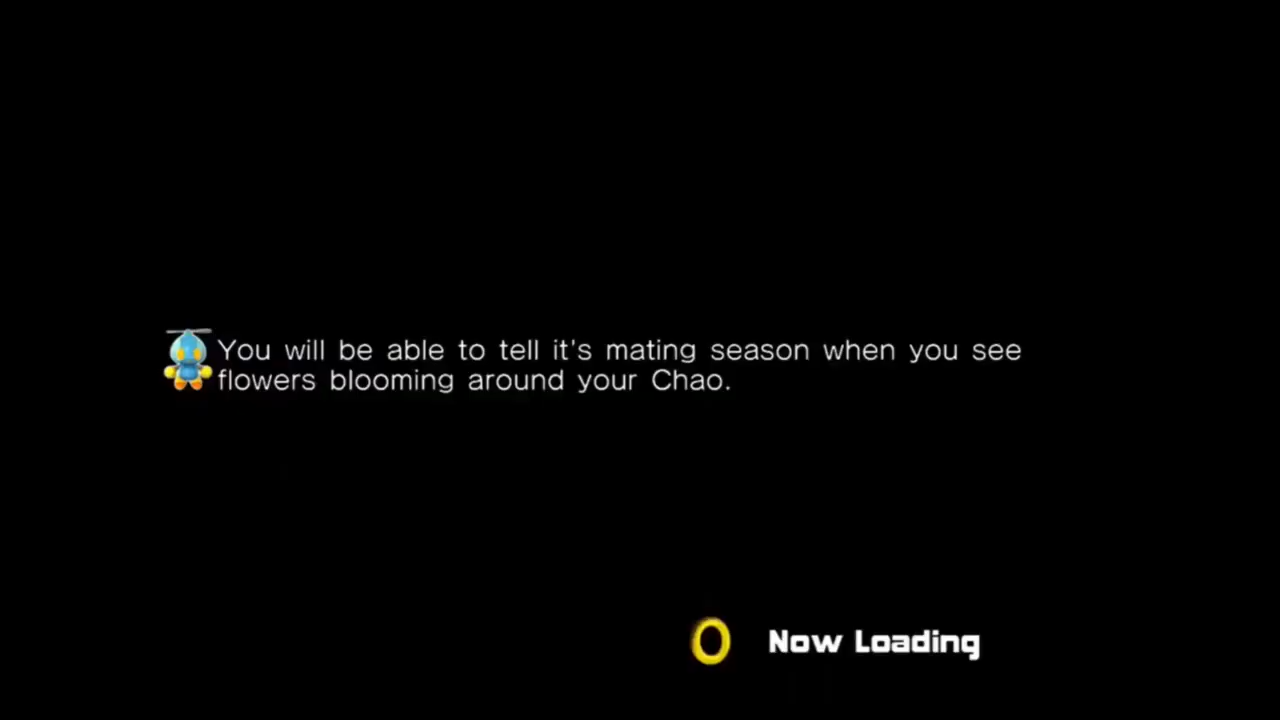 You will be able to tell it's mating season when you see
flowers blooming around your Chao.
Now Loading